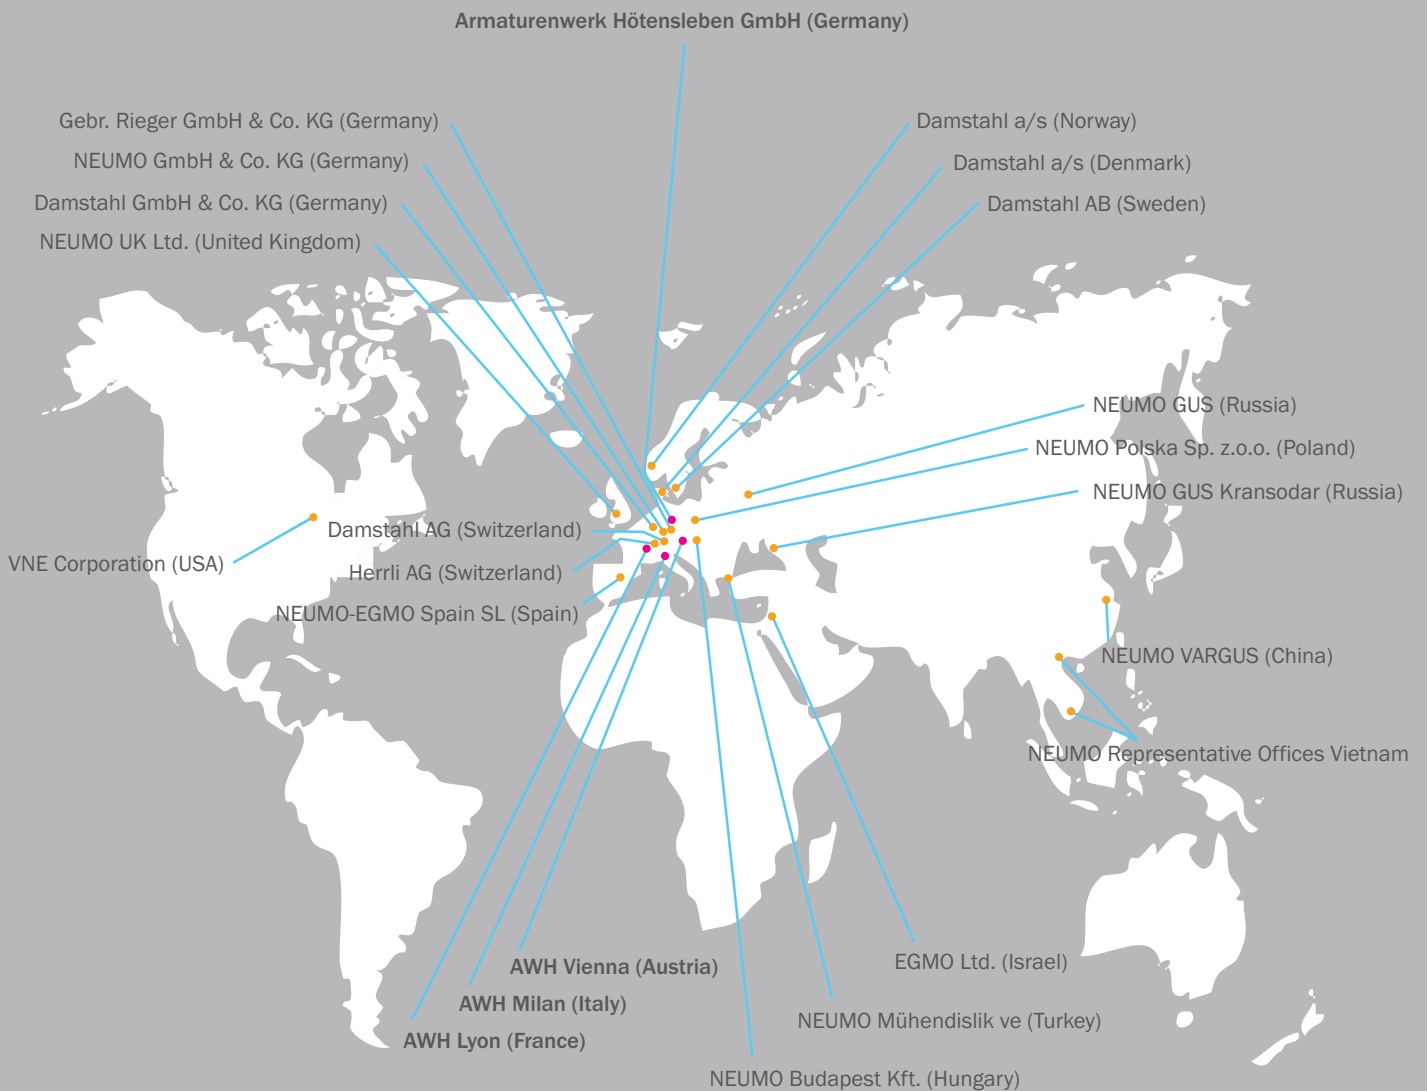 Armaturenwerk Hötensleben GmbH (Germany)
Gebr. Rieger GmbH & Co. KG (Germany)
NEUMO GmbH & Co. KG (Germany)
Damstahl GmbH & Co. KG (Germany)
NEUMO UK Ltd. (United Kingdom)
Damstahl a/s (Norway)
Damstahl a/s (Denmark)
Damstahl AB (Sweden)
NEUMO GUS (Russia)
NEUMO Polska Sp. z.o.o. (Poland)
NEUMO GUS Kransodar (Russia)
Damstahl AG (Switzerland)
VNE Corporation (USA)
Herrli AG (Switzerland)
NEUMO-EGMO Spain SL (Spain)
NEUMO VARGUS (China)
NEUMO Representative Offices Vietnam
AWH Vienna (Austria)
AWH Milan (Italy)
AWH Lyon (France)
EGMO Ltd. (Israel)
NEUMO Mühendislik ve (Turkey)
NEUMO Budapest Kft. (Hungary)